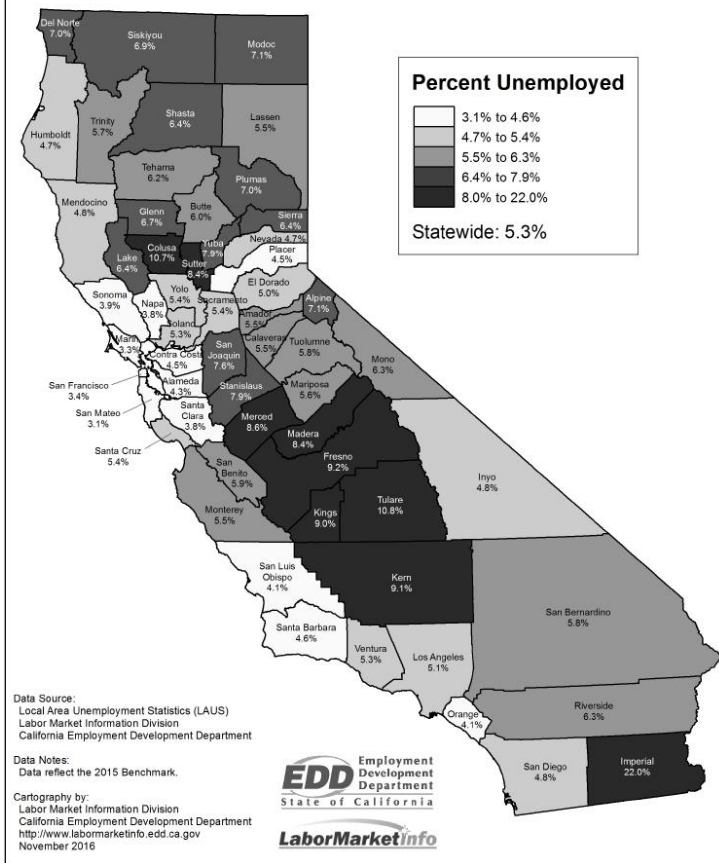 Del Norte
7.0%
Siskiyou
6.9%
Modoc
7.1%
Humboldt
4.7%
Trinity
5.7%
Shasta
6.4%
Lassen
5.5%
Tehama
6.2%
Plumas
7.0%
Mendocino
4.8%
Glenn
6.7%
Butte
6.0%
Sierra
6.4%
Lake
6.4%
Colusa
10.7%
Sutter
8.4%
Yuba
7.9%
Nevada 4.7%
Placer
4.5%
El Dorado
5.0%
Sonoma
3.9%
Napa
3.8%
Yolo
5.4%
Sacramento
5.4%
Solano
5.3%
Amador
5.5%
Alpine
7.1%
Calaveras
5.5%
Tuolumne
5.8%
Mono
6.3%
Marin
3.3%
Contra Costa
4.5%
San
Joaquin
7.6%
San Francisco
3.4%
Alameda
4.3%
Stanislaus
7.9%
Mariposa
5.6%
San Mateo
3.1%
Santa
Clara
3.8%
Merced
8.6%
Madera
8.4%
Santa Cruz
5.4%
San
Benito
5.9%
Fresno
9.2%
Inyo
4.8%
Monterey
5.5%
Kings
9.0%
Tulare
10.8%
San Luis
Obispo
4.1%
Kern
9.1%
San Bernardino
5.8%
Santa Barbara
4.6%
Ventura
5.3%
Los Angeles
5.1%
Orange
4.1%
Riverside
6.3%
San Diego
4.8%
Imperial
22.0%
Percent Unemployed
3.1% to 4.6%
4.7% to 5.4%
5.5% to 6.3%
6.4% to 7.9%
8.0% to 22.0%
Statewide: 5.3%
Data Source:
Local Area Unemployment Statistics (LAUS)
Labor Market Information Division
California Employment Development Department
Data Notes:
Data reflect the 2015 Benchmark.
Cartography by:
Labor Market Information Division
California Employment Development Department
http://www.labormarketinfo.edd.ca.gov
November 2016
EDD
Employment
Development
Department
State of California
LaborMarketInfo